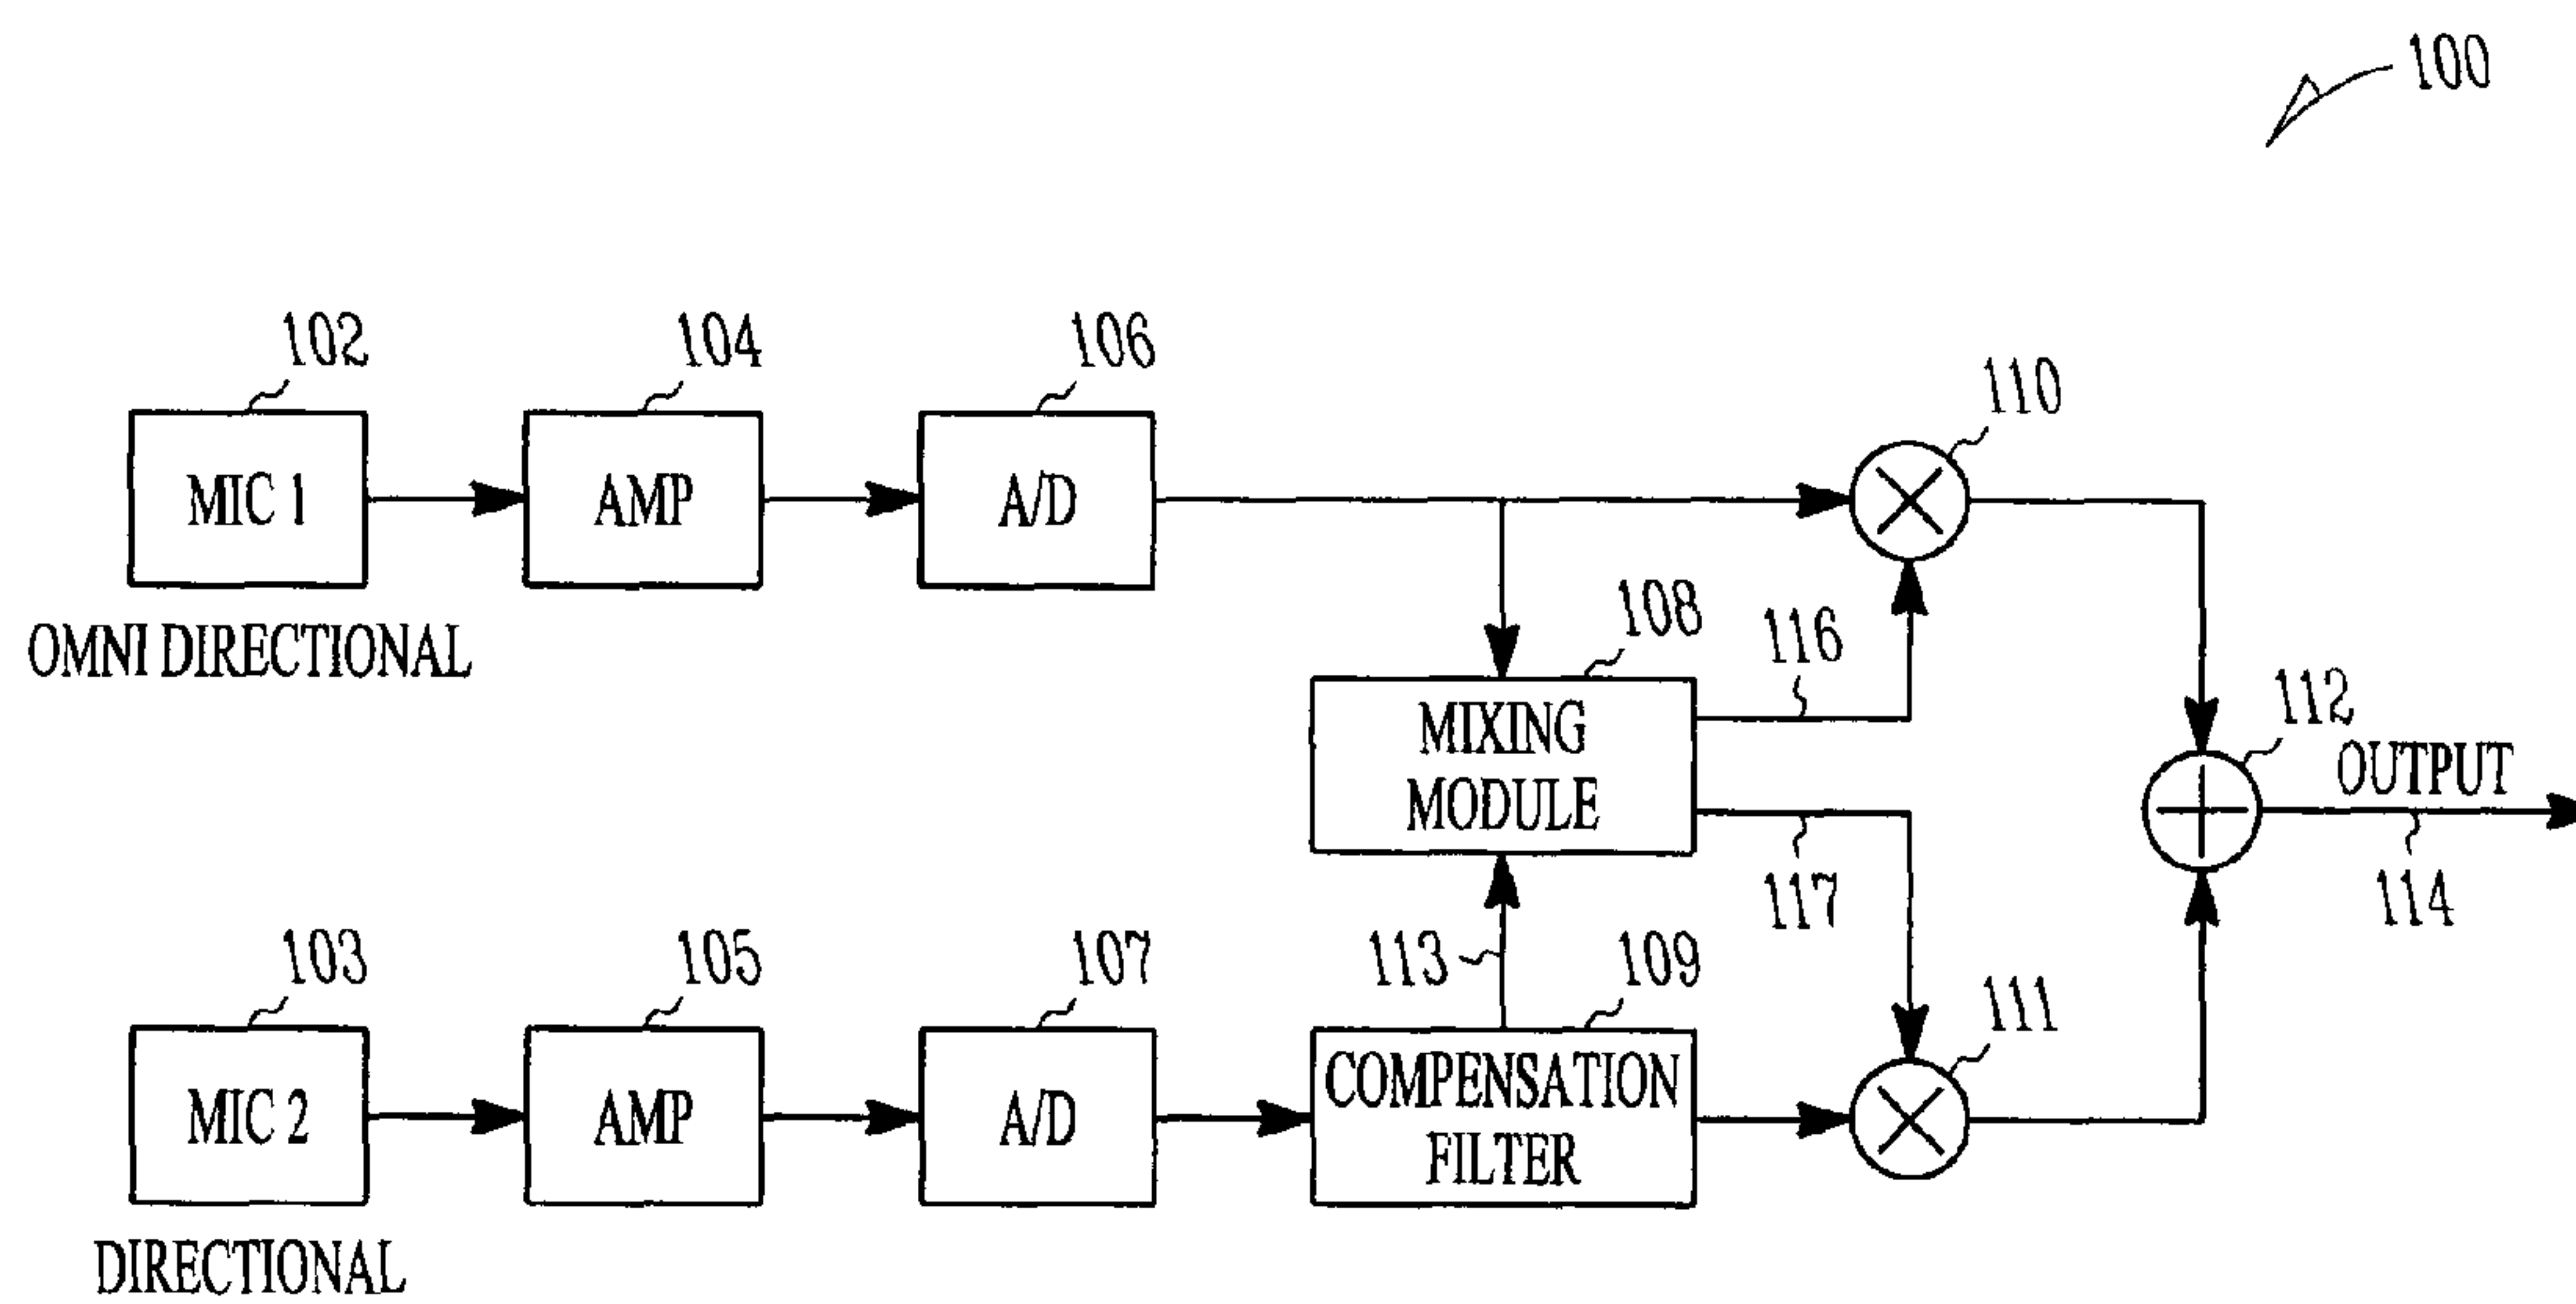 100
102
104
106
110
MIC 1
AMP
A/D
OMNI DIRECTIONAL
108
116
MIXING
MODULE
112
OUTPUT
114
117
113
103
105
107
109
111
MIC 2
AMP
A/D
COMPENSATION
FILTER
DIRECTIONAL